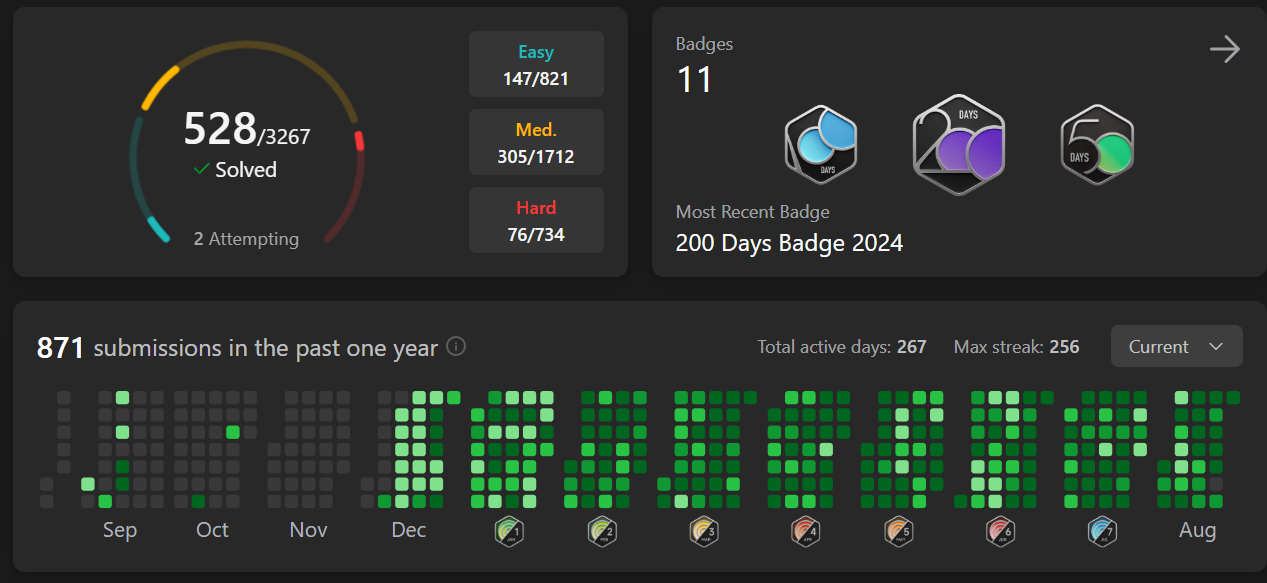 Easy
147/821
528/3267
Solved
Med.
305/1712
Hard
76/734
2 Attempting
Badges
11
DAYS
DAYS
DAYS
Most Recent Badge
200 Days Badge 2024
871 submissions in the past one year
Total active days: 267
Max streak: 256
Current
Sep
Oct
Nov
Dec
1
2
3
4
5
6
7
Aug